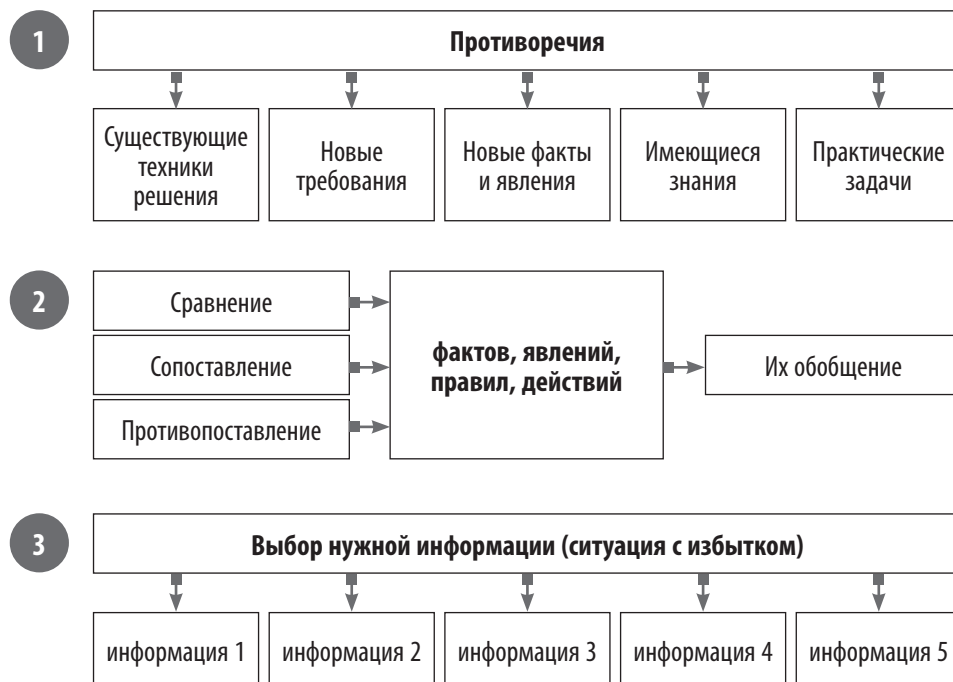 1
Противоречия
Существующие
техники
решения
Новые
требования
Новые факты
и явления
Имеющиеся
знания
Практические
задачи
2
Сравнение
Сопоставление
Противопоставление
фактов, явлений,
правил, действий
Их обобщение
3
Выбор нужной информации (ситуация с избытком)
информация 1
информация 2
информация 3
информация 4
информация 5